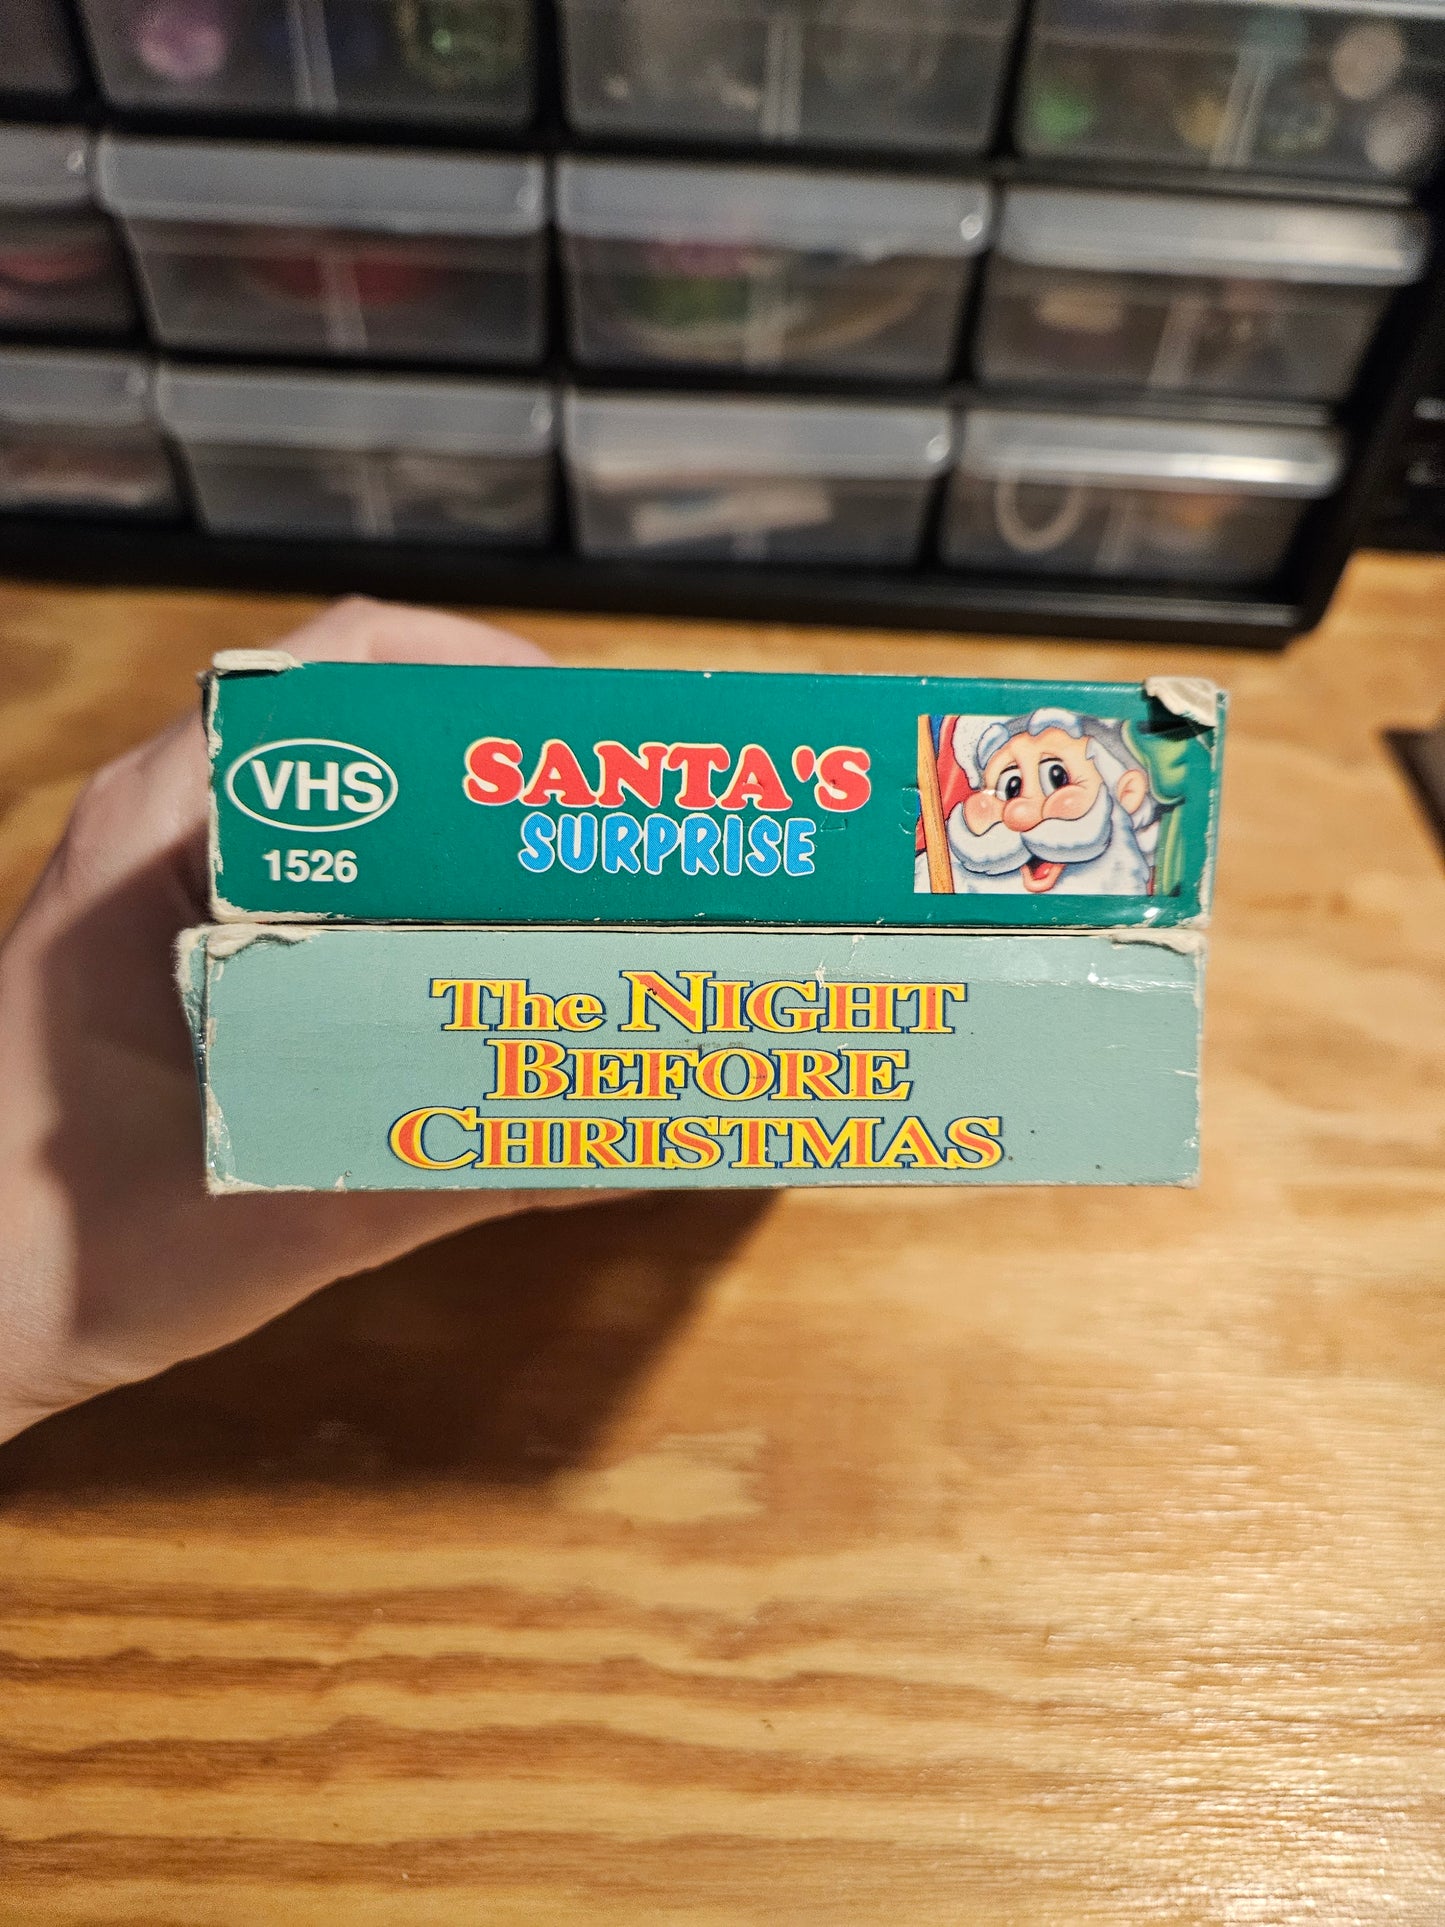 VHS
1526
SANTA'S
SURPRISE
The NIGHT
BEFORE
CHRISTMAS